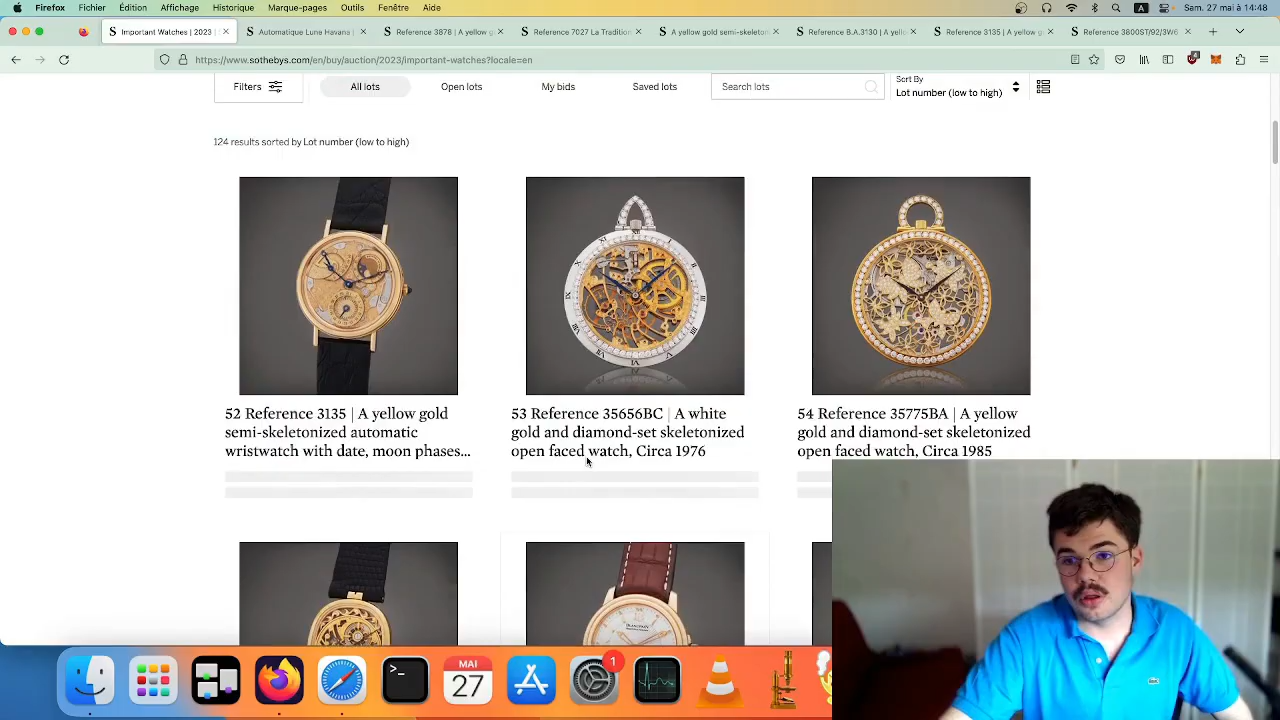 Firefox Fichier Édition Affichage Historique Marque-pages Outils Fenêtre Aide A Sam. 27 mai à 14:48
S Important Watches | 2023 | S Automatique Lune Havana | S Reference 3878 | A yellow g S Reference 7027 La Tradition S A yellow gold semi-skeleton S Reference B.A.3130 | A yello S Reference 3135 | A yellow g S Reference 3800ST/92/3W6
https://www.sothebys.com/en/buy/auction/2023/important-watches?locale=en 4
Filters All lots Open lots My bids Saved lots Search lots Sort By
Lot number (low to high)
124 results sorted by Lot number (low to high)
52 Reference 3135 | A yellow gold
semi-skeletonized automatic
wristwatch with date, moon phases...
53 Reference 35656BC | A white
gold and diamond-set skeletonized
open faced watch, Circa 1976
54 Reference 35775BA | A yellow
gold and diamond-set skeletonized
open faced watch, Circa 1985
BLANCPAIN
MAI
27
1